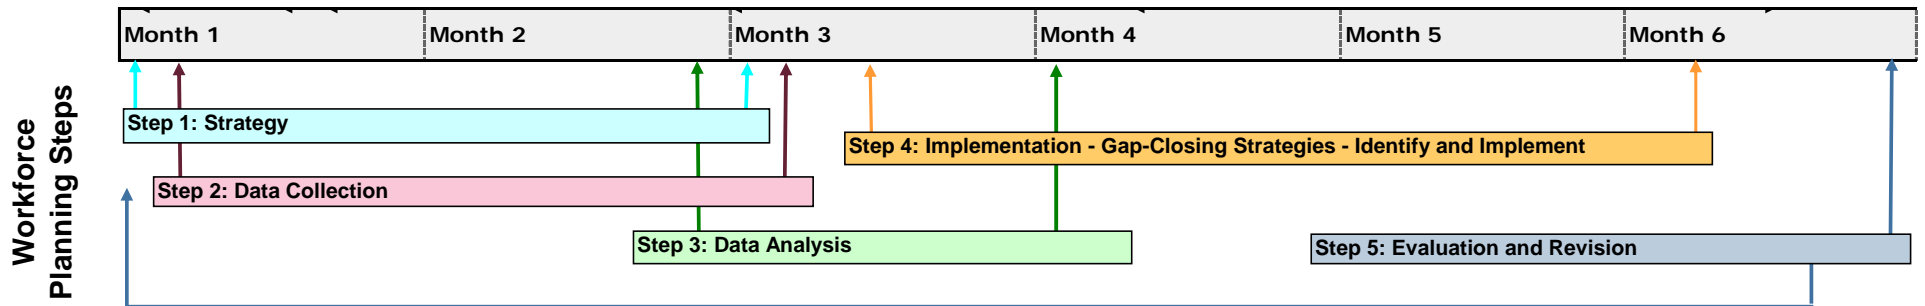 Month 1
Month 2
Month 3
Month 4
Month 5
Month 6
Workforce
Planning Steps
Step 1: Strategy
Step 4: Implementation - Gap-Closing Strategies - Identify and Implement
Step 2: Data Collection
Step 3: Data Analysis
Step 5: Evaluation and Revision